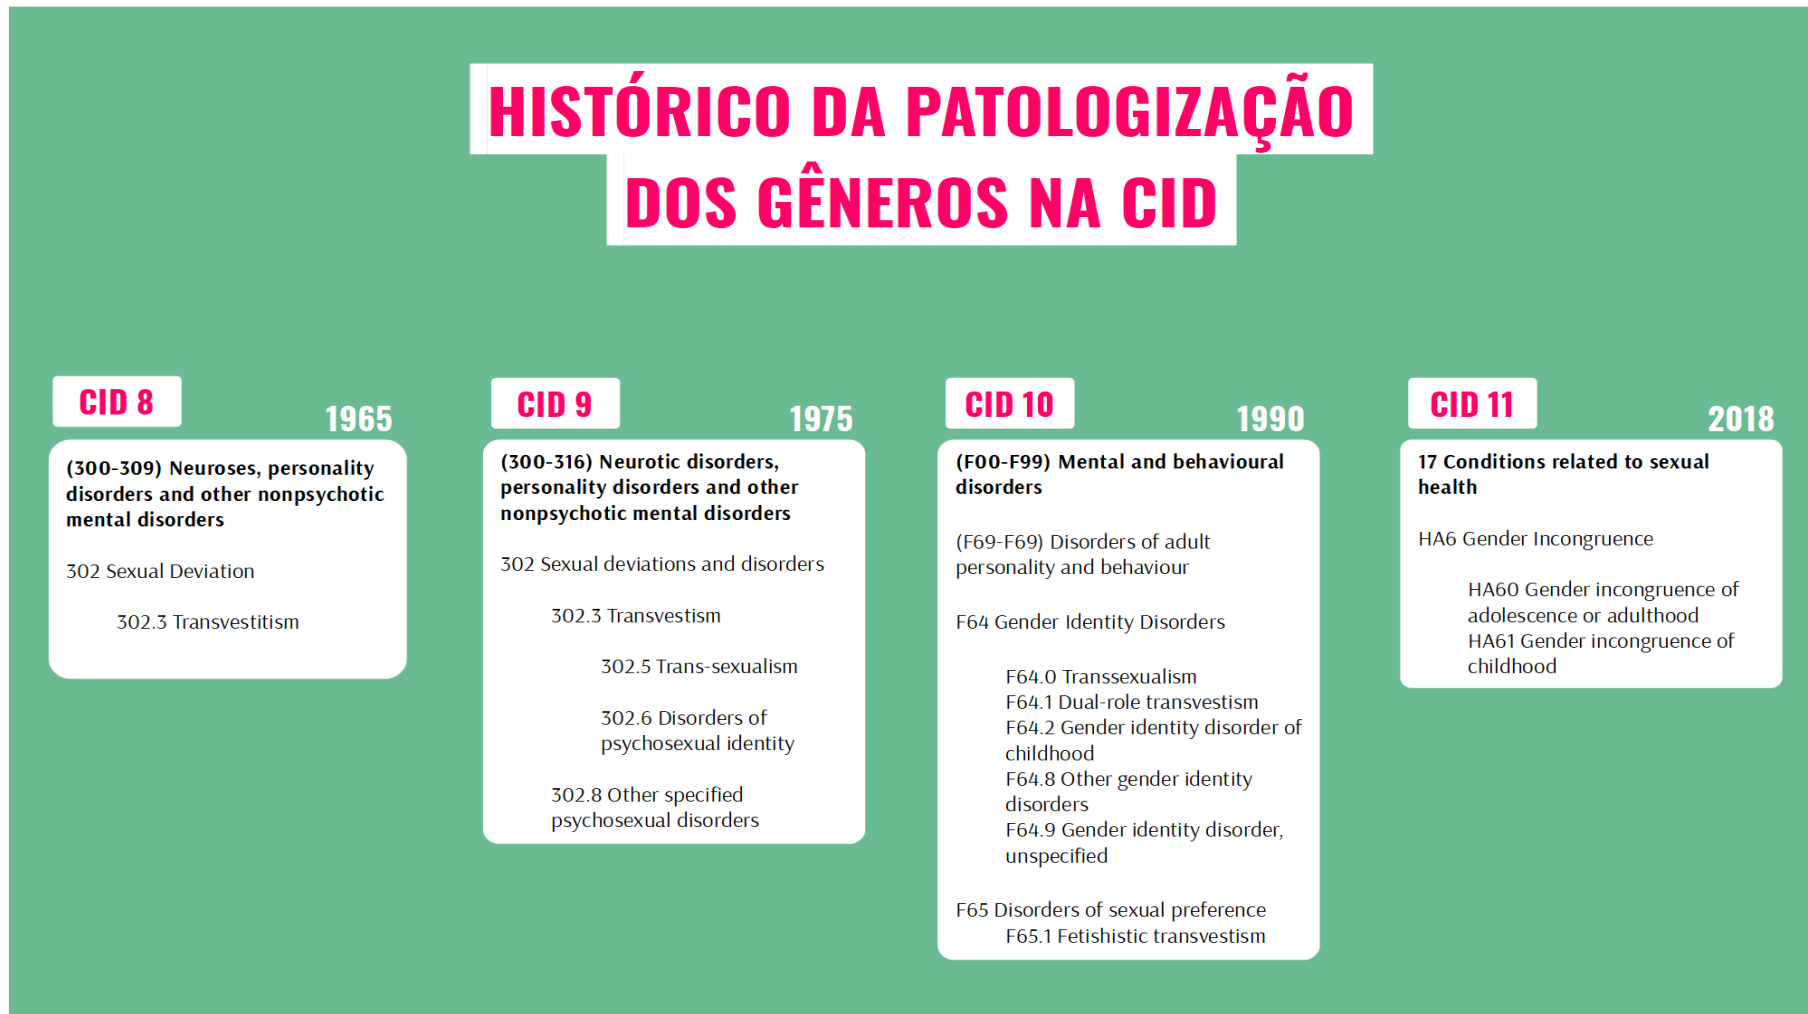 HISTÓRICO DA PATOLOGIZAÇÃO
DOS GÊNEROS NA CID
CID 8
1965
(300-309) Neuroses, personality
disorders and other nonpsychotic
mental disorders
302 Sexual Deviation
302.3 Transvestitism
CID 9
1975
(300-316) Neurotic disorders,
personality disorders and other
nonpsychotic mental disorders
302 Sexual deviations and disorders
302.3 Transvestism
302.5 Trans-sexualism
302.6 Disorders of
psychosexual identity
302.8 Other specified
psychosexual disorders
CID 10
1990
(F00-F99) Mental and behavioural
disorders
(F69-F69) Disorders of adult
personality and behaviour
F64 Gender Identity Disorders
F64.0 Transsexualism
F64.1 Dual-role transvestism
F64.2 Gender identity disorder of
childhood
F64.8 Other gender identity
disorders
F64.9 Gender identity disorder,
unspecified
F65 Disorders of sexual preference
F65.1 Fetishistic transvestism
CID 11
2018
17 Conditions related to sexual
health
HA6 Gender Incongruence
HA60 Gender incongruence of
adolescence or adulthood
HA61 Gender incongruence of
childhood